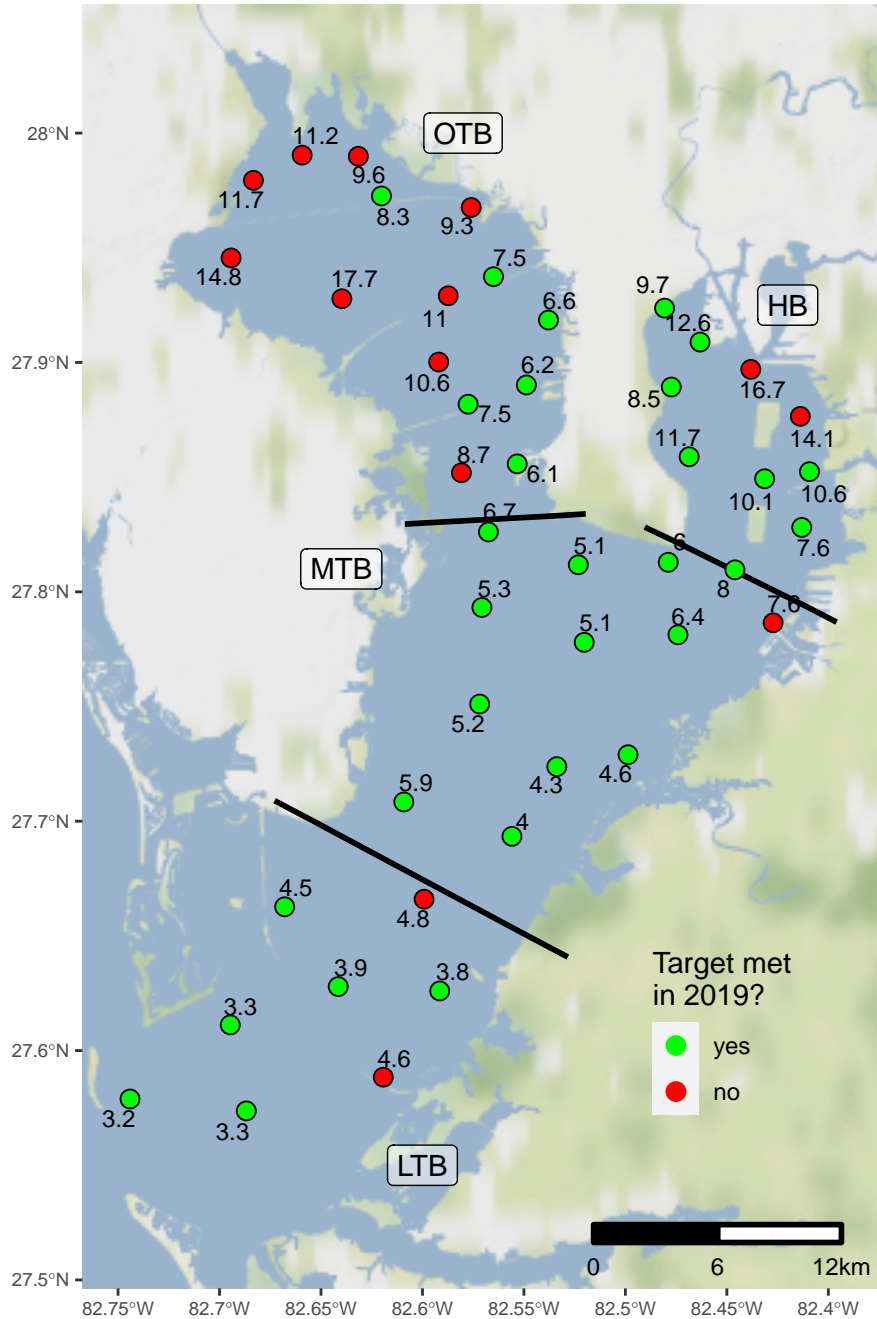 28°N
27.9°N
27.8°N
27.7°N
27.6°N
27.5°N
OTB
11.2
9.6
11.7
8.3
9.3
14.8
17.7
7.5
11
6.6
10.6
6.2
7.5
8.7
6.1
9.7
12.6
HB
16.7
8.5
14.1
11.7
10.1
10.6
7.6
6.7
MTB
5.1
6
8
7.6
5.3
5.1
6.4
5.2
4.3
4.6
5.9
4
4.5
4.8
3.9
3.8
3.3
4.6
3.2
3.3
LTB
Target met
in 2019?
yes
no
0 6 12km
82.75°W 82.7°W 82.65°W 82.6°W 82.55°W 82.5°W 82.45°W 82.4°W